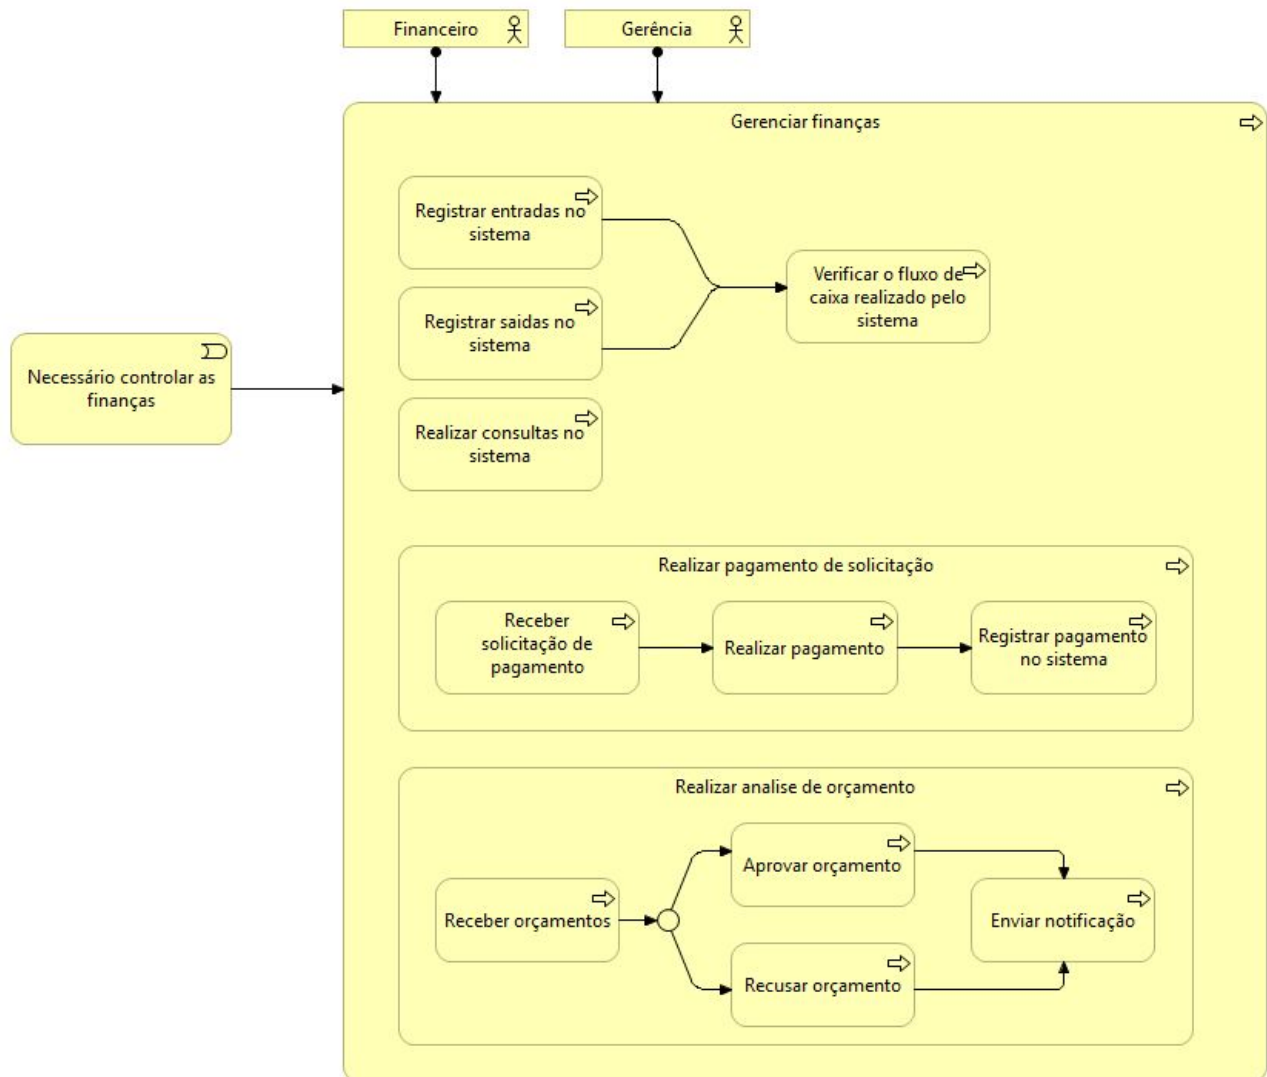 Financeiro
Gerência
Gerenciar finanças
Registrar entradas no
sistema
Verificar o fluxo de
caixa realizado pelo
sistema
Registrar saidas no
sistema
Necessário controlar as
finanças
Realizar consultas no
sistema
Realizar pagamento de solicitação
Receber
solicitação de
pagamento
Realizar pagamento
Registrar pagamento
no sistema
Realizar analise de orçamento
Aprovar orçamento
Receber orçamentos
Enviar notificação
Recusar orçamento